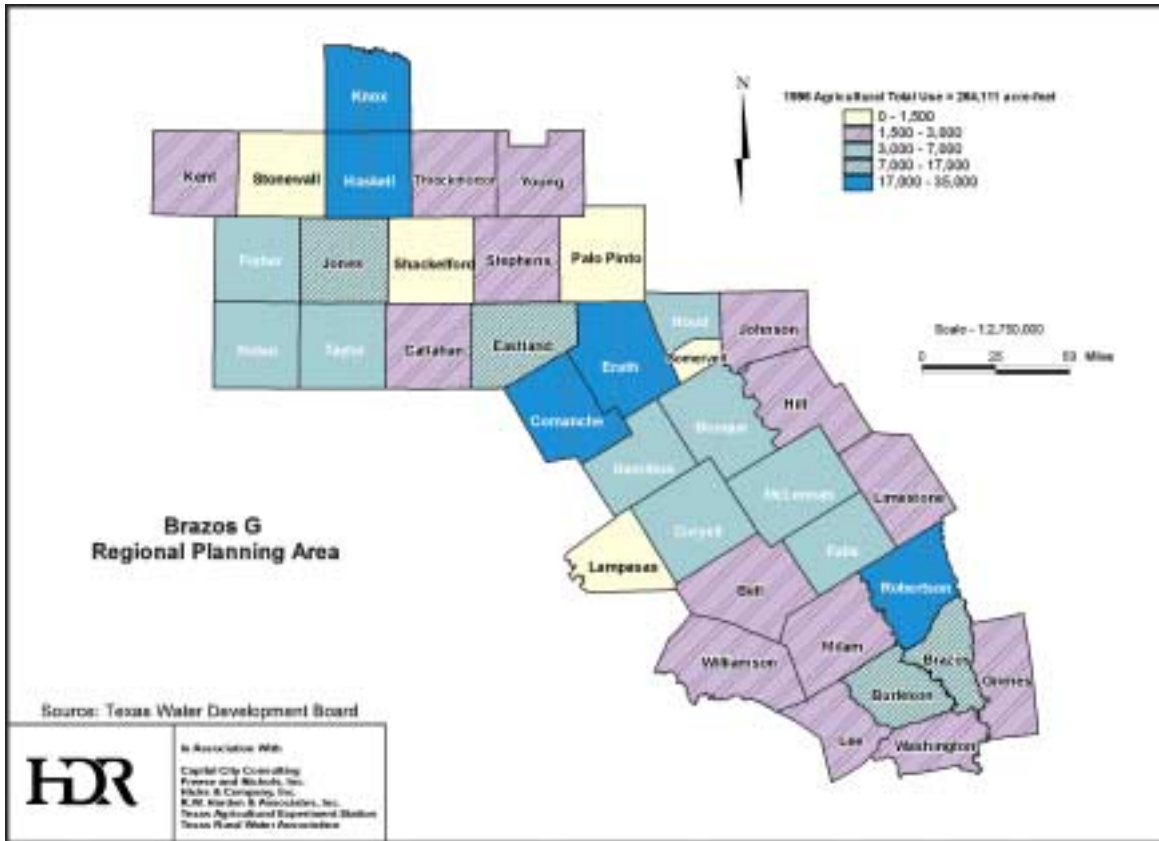 Knox
N
1996 Agricultural Total Use = 264,111 acre-feet
0 - 1,500
1,500 - 3,000
3,000 - 7,000
7,000 - 17,000
17,000 - 35,000
Kent
Stonewall
Haskell
Throckmorton
Young
Fisher
Jones
Shackelford
Stephens
Palo Pinto
Nolan
Taylor
Callahan
Eastland
Erath
Hood
Johnson
Somervell
Scale - 1:2,750,000
0 25 50 Miles
Comanche
Bosque
Hill
Hamilton
McLennan
Limestone
Brazos G
Regional Planning Area
Coryell
Falls
Lampasas
Bell
Robertson
Williamson
Milam
Brazos
Grimes
Burleson
Lee
Washington
Source: Texas Water Development Board
HDR
In Association With
Capitol City Consulting
Freese and Nichols, Inc.
Hicks & Company, Inc.
R.W. Harden & Associates, Inc.
Texas Agricultural Experiment Station
Texas Rural Water Association